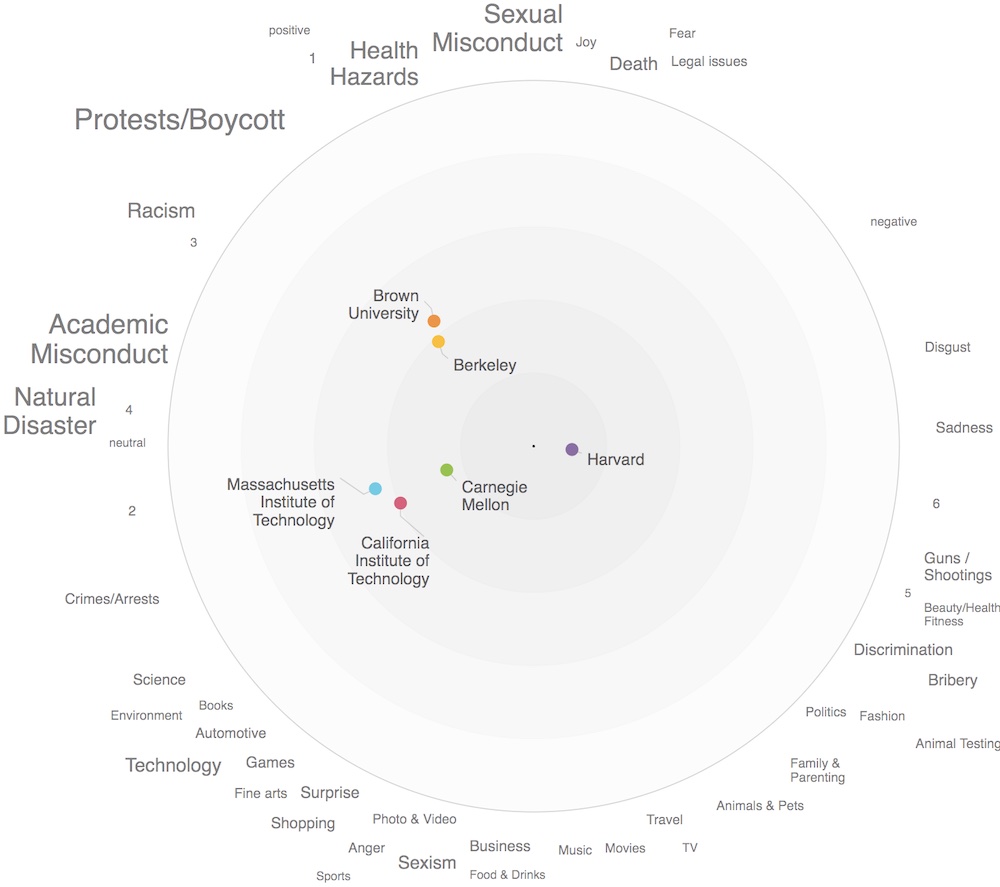 Sexual
Misconduct
positive
Joy
Fear
1
Health
Hazards
Death
Legal issues
Protests/Boycott
Racism
negative
3
Brown
University
Academic
Misconduct
Disgust
Berkeley
Natural
Disaster
4
neutral
Sadness
Harvard
Massachusetts
Institute of
Technology
Carnegie
Mellon
2
6
California
Institute of
Technology
Guns /
Shootings
5
Crimes/Arrests
Beauty/Health
Fitness
Discrimination
Science
Bribery
Books
Environment
Politics
Fashion
Automotive
Animal Testing
Technology
Games
Family &
Parenting
Fine arts
Surprise
Animals & Pets
Shopping
Photo & Video
Travel
Anger
Business
Music
Movies
TV
Sexism
Sports
Food & Drinks